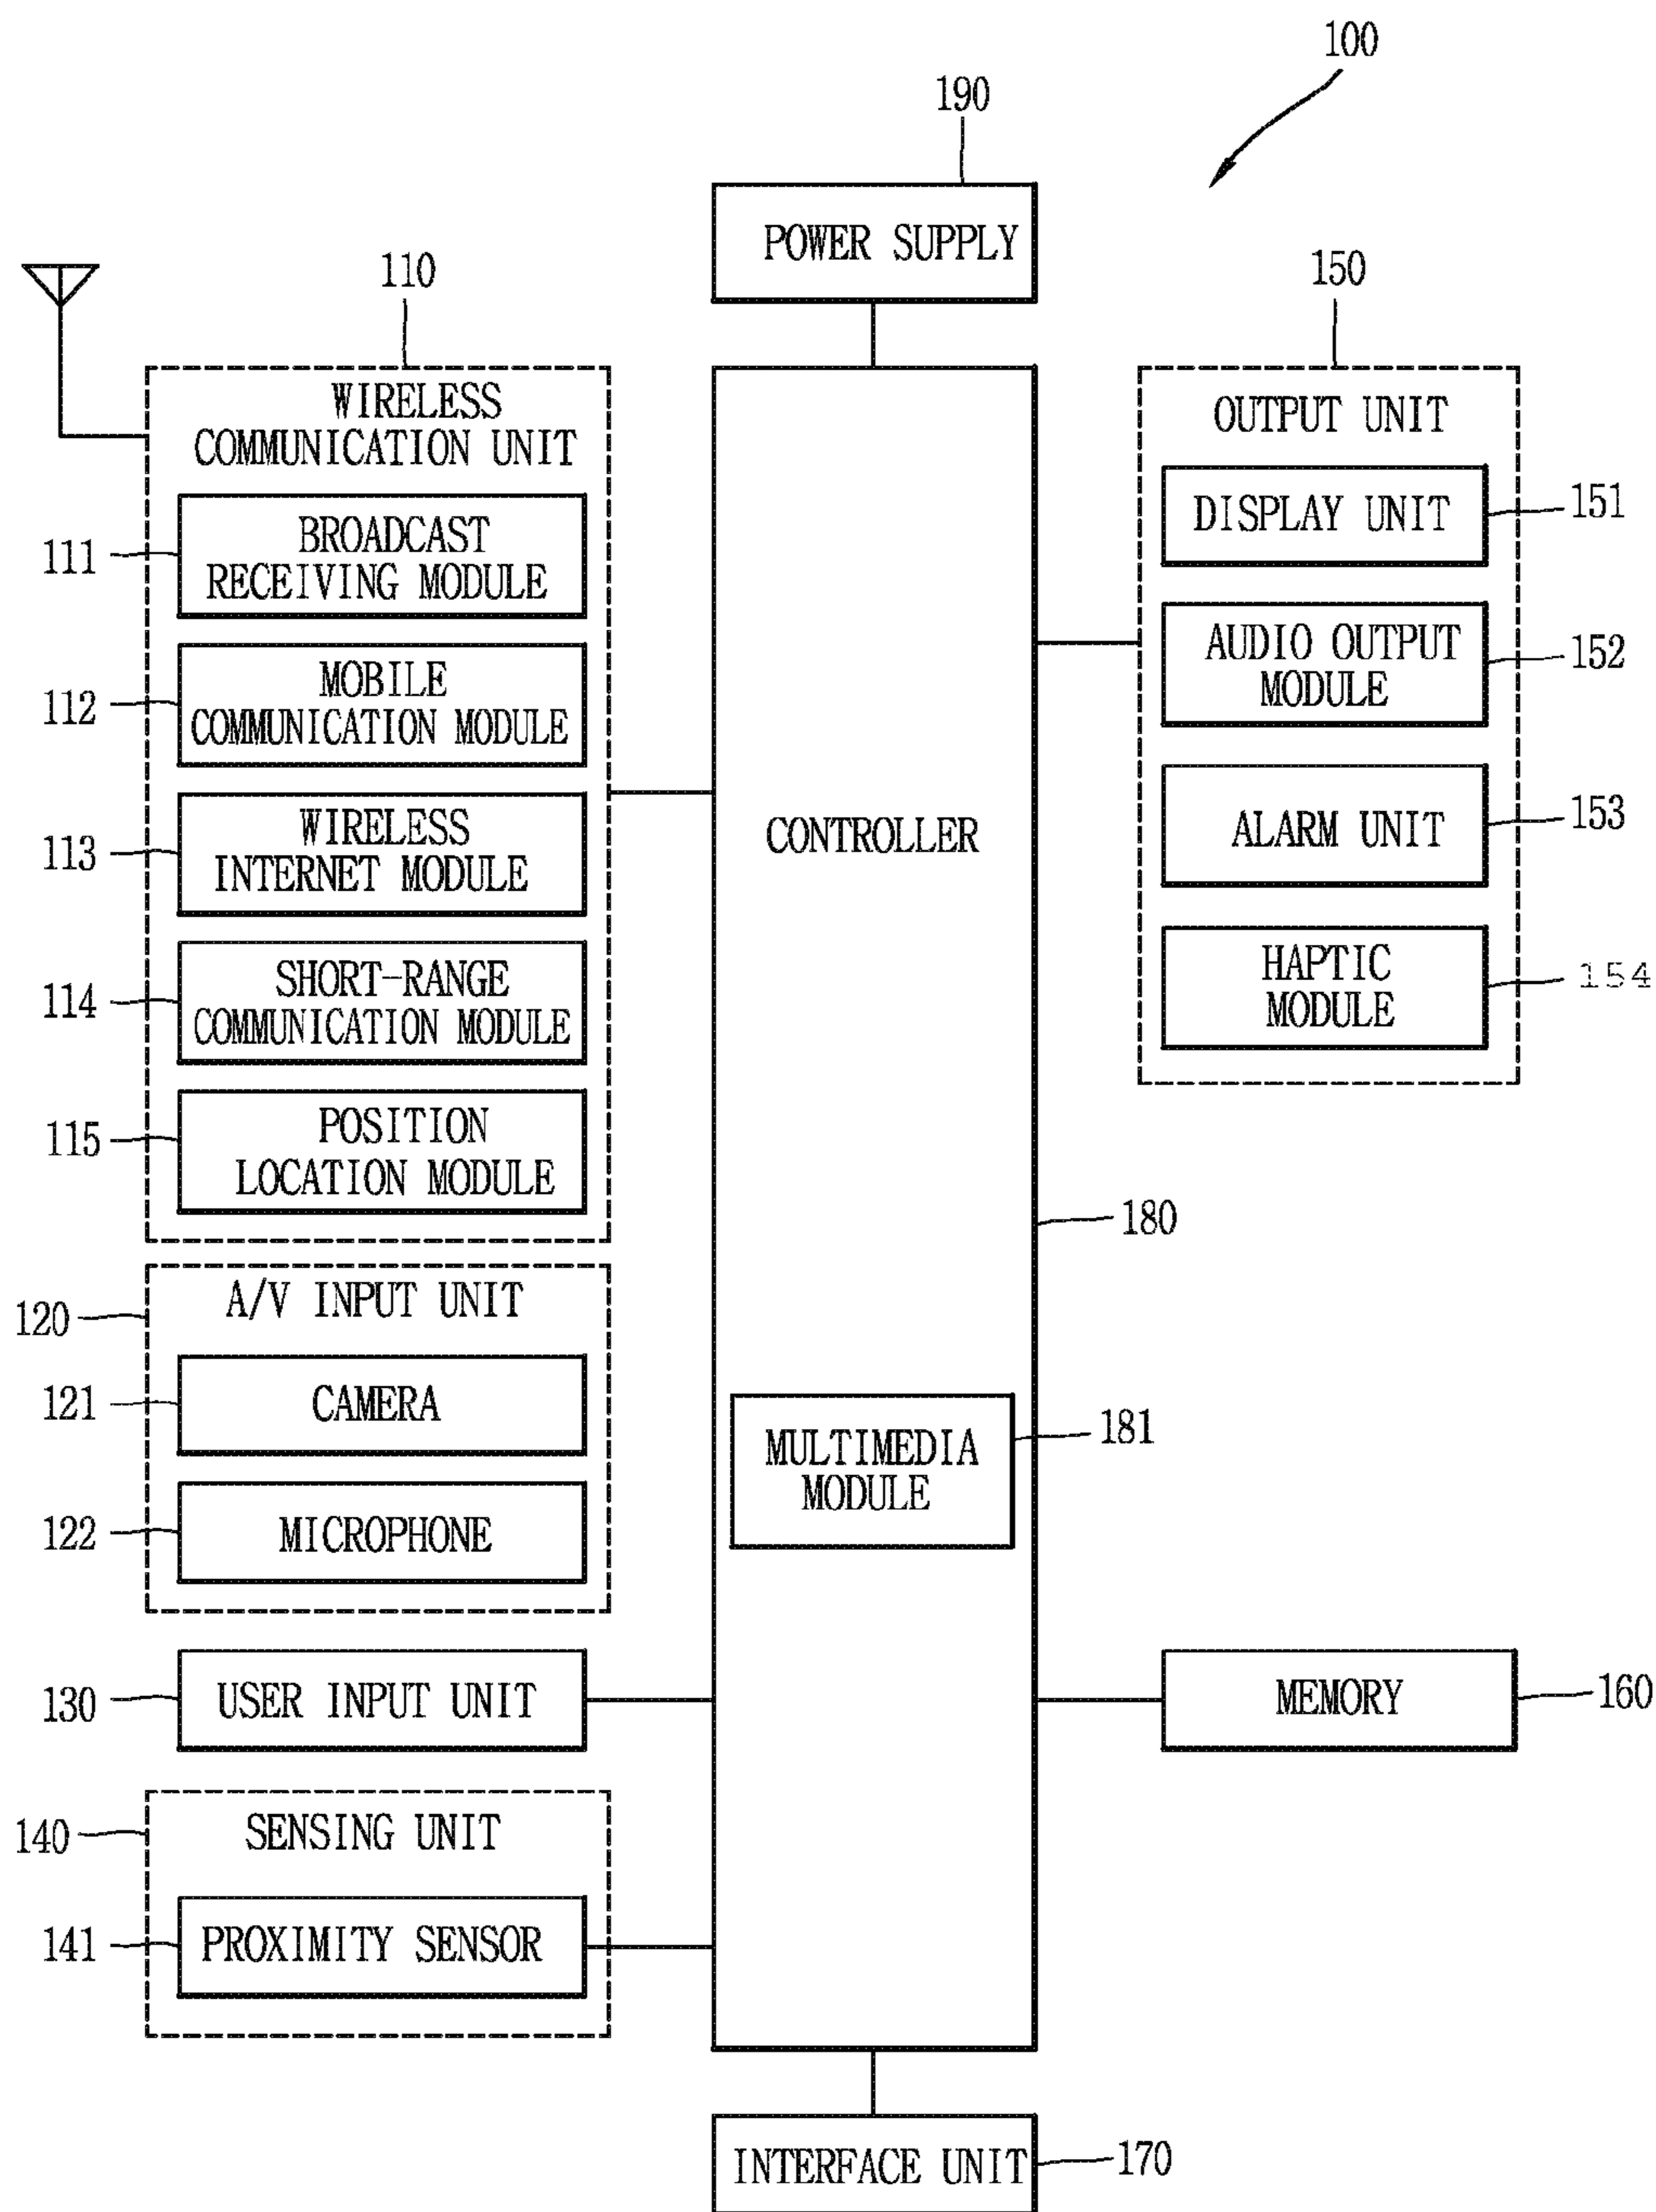 100
190
POWER SUPPLY
110
WIRELESS
COMMUNICATION UNIT
111
BROADCAST
RECEIVING MODULE
112
MOBILE
COMMUNICATION MODULE
113
WIRELESS
INTERNET MODULE
114
SHORT-RANGE
COMMUNICATION MODULE
115
POSITION
LOCATION MODULE
120
A/V INPUT UNIT
121
CAMERA
122
MICROPHONE
130
USER INPUT UNIT
140
SENSING UNIT
141
PROXIMITY SENSOR
CONTROLLER
180
MULTIMEDIA
MODULE
181
150
OUTPUT UNIT
DISPLAY UNIT
151
AUDIO OUTPUT
MODULE
152
ALARM UNIT
153
HAPTIC
MODULE
154
MEMORY
160
INTERFACE UNIT
170